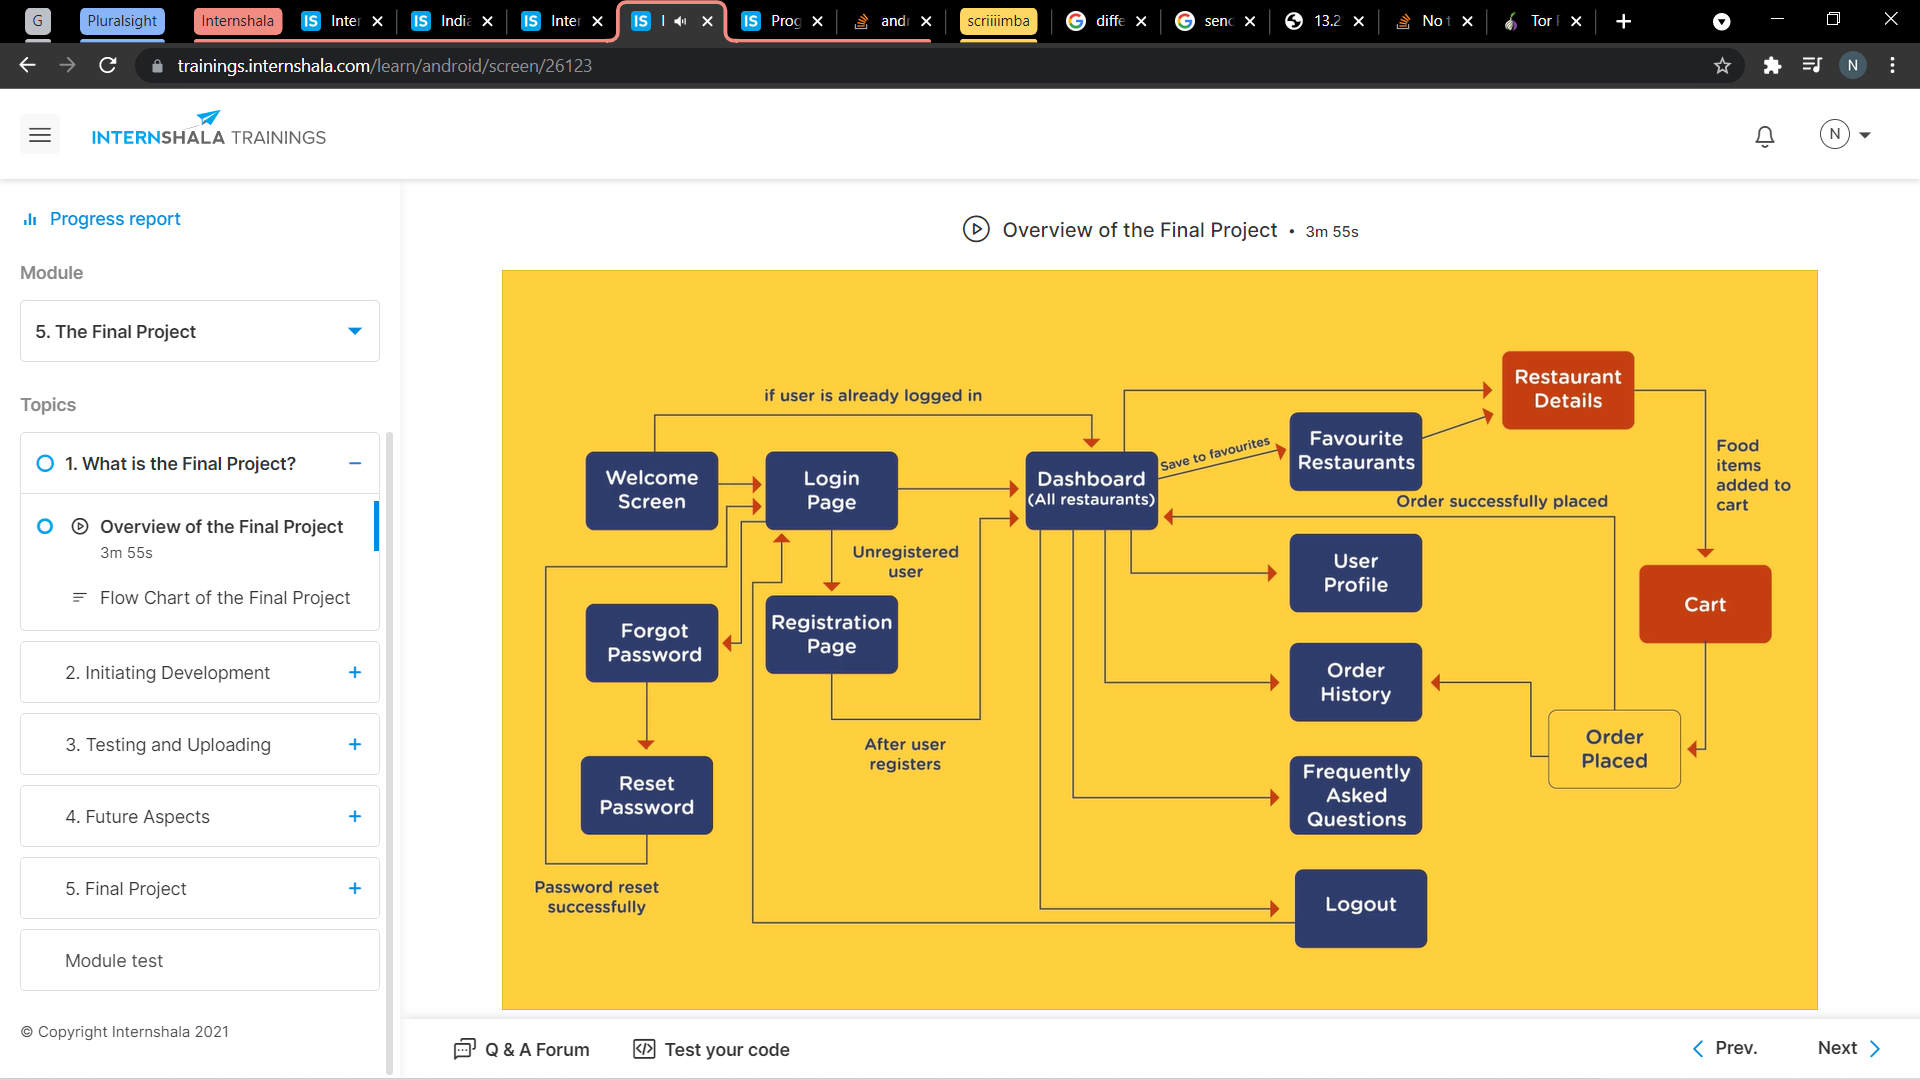 G
Pluralsight
Internshala
Inter
India
Inter
I
Prog
andr
scriiiimba
diffe
send
13.2
No t
Tor
trainings.internshala.com/learn/android/screen/26123
N
INTERNSHALA TRAININGS
N
Progress report
Module
5. The Final Project
Topics
1. What is the Final Project?
Overview of the Final Project
3m 55s
Flow Chart of the Final Project
2. Initiating Development
3. Testing and Uploading
4. Future Aspects
5. Final Project
Module test
© Copyright Internshala 2021
Overview of the Final Project • 3m 55s
if user is already logged in
Welcome
Screen
Login
Page
Dashboard
(All restaurants)
Save to favourites
Favourite
Restaurants
Restaurant
Details
Food
items
added to
cart
Order successfully placed
Unregistered
user
User
Profile
Cart
Forgot
Password
Registration
Page
Order
History
Order
Placed
After user
registers
Reset
Password
Frequently
Asked
Questions
Password reset
successfully
Logout
Q & A Forum
Test your code
Prev.
Next